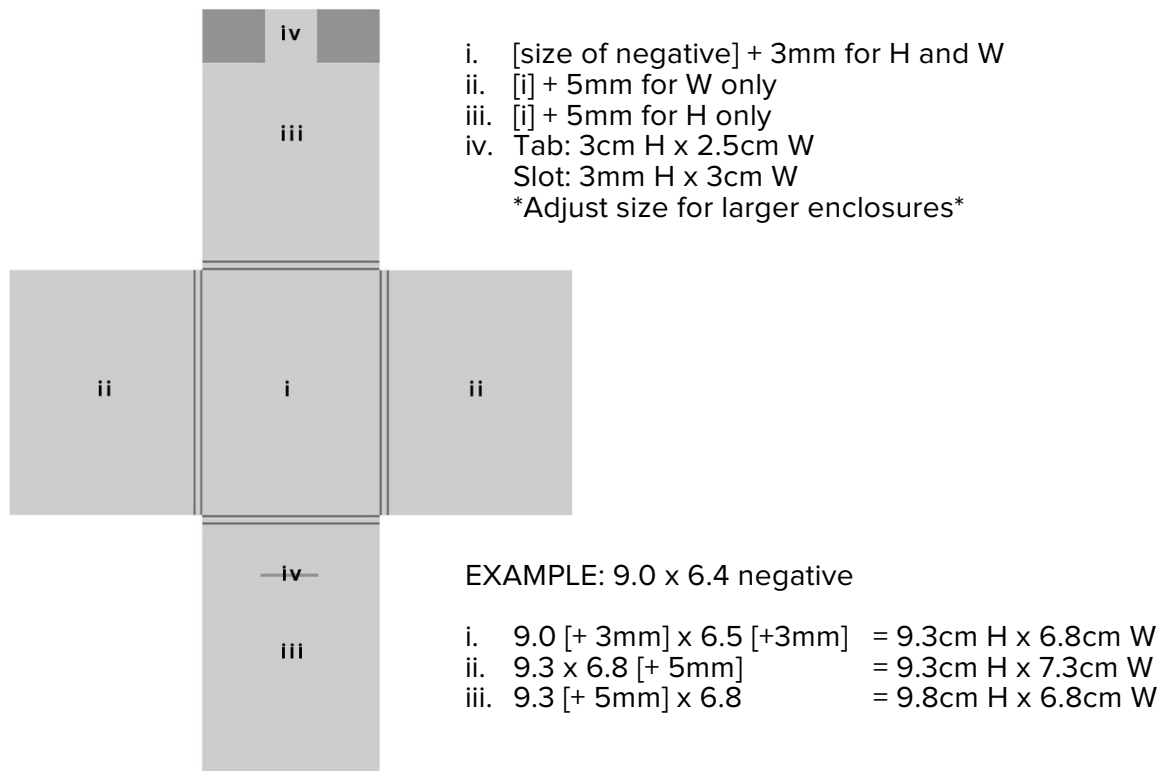 iv
i. [size of negative] + 3mm for H and W
ii. [i] + 5mm for W only
iii. [i] + 5mm for H only
iv. Tab: 3cm H x 2.5cm W
Slot: 3mm H x 3cm W
*Adjust size for larger enclosures*
iii
ii
i
ii
iv
iii
EXAMPLE: 9.0 x 6.4 negative
i. 9.0 [+ 3mm] x 6.5 [+3mm] = 9.3cm H x 6.8cm W
ii. 9.3 x 6.8 [+ 5mm] = 9.3cm H x 7.3cm W
iii. 9.3 [+ 5mm] x 6.8 = 9.8cm H x 6.8cm W